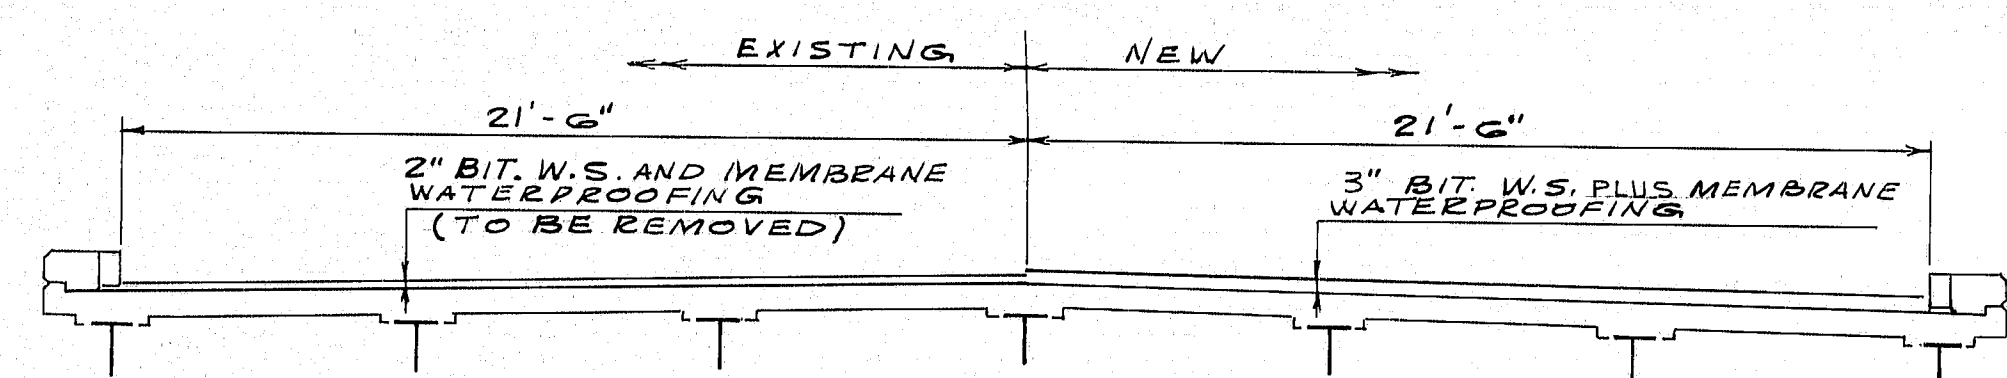 EXISTING NEW
21'-6" 21'-6"
2" BIT. W.S. AND MEMBRANE
WATERPROOFING
(TO BE REMOVED)
3" BIT. W.S. PLUS MEMBRANE
WATERPROOFING